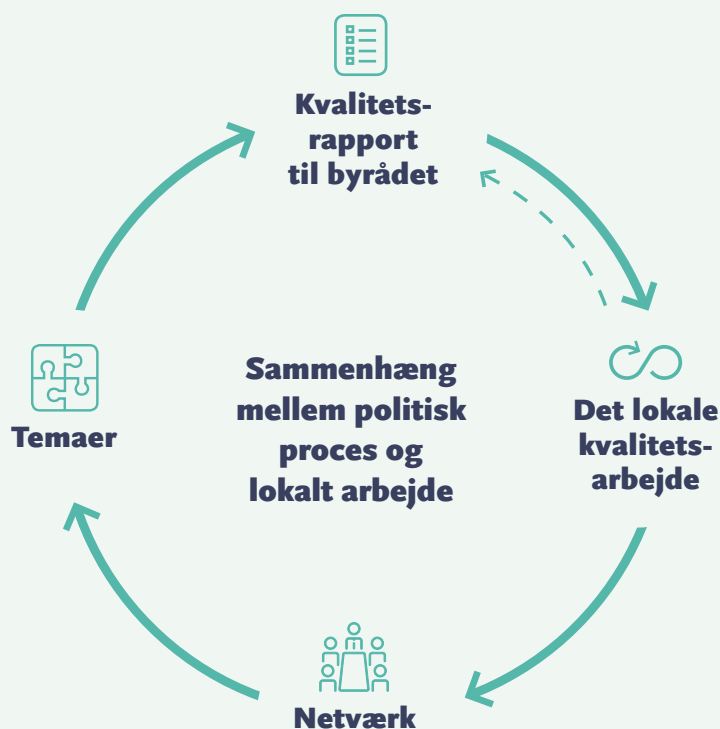 Kvalitets-
rapport
til byrådet
Sammenhæng
mellem politisk
proces og
lokalt arbejde
Det lokale
kvalitets-
arbejde
Temaer
Netværk